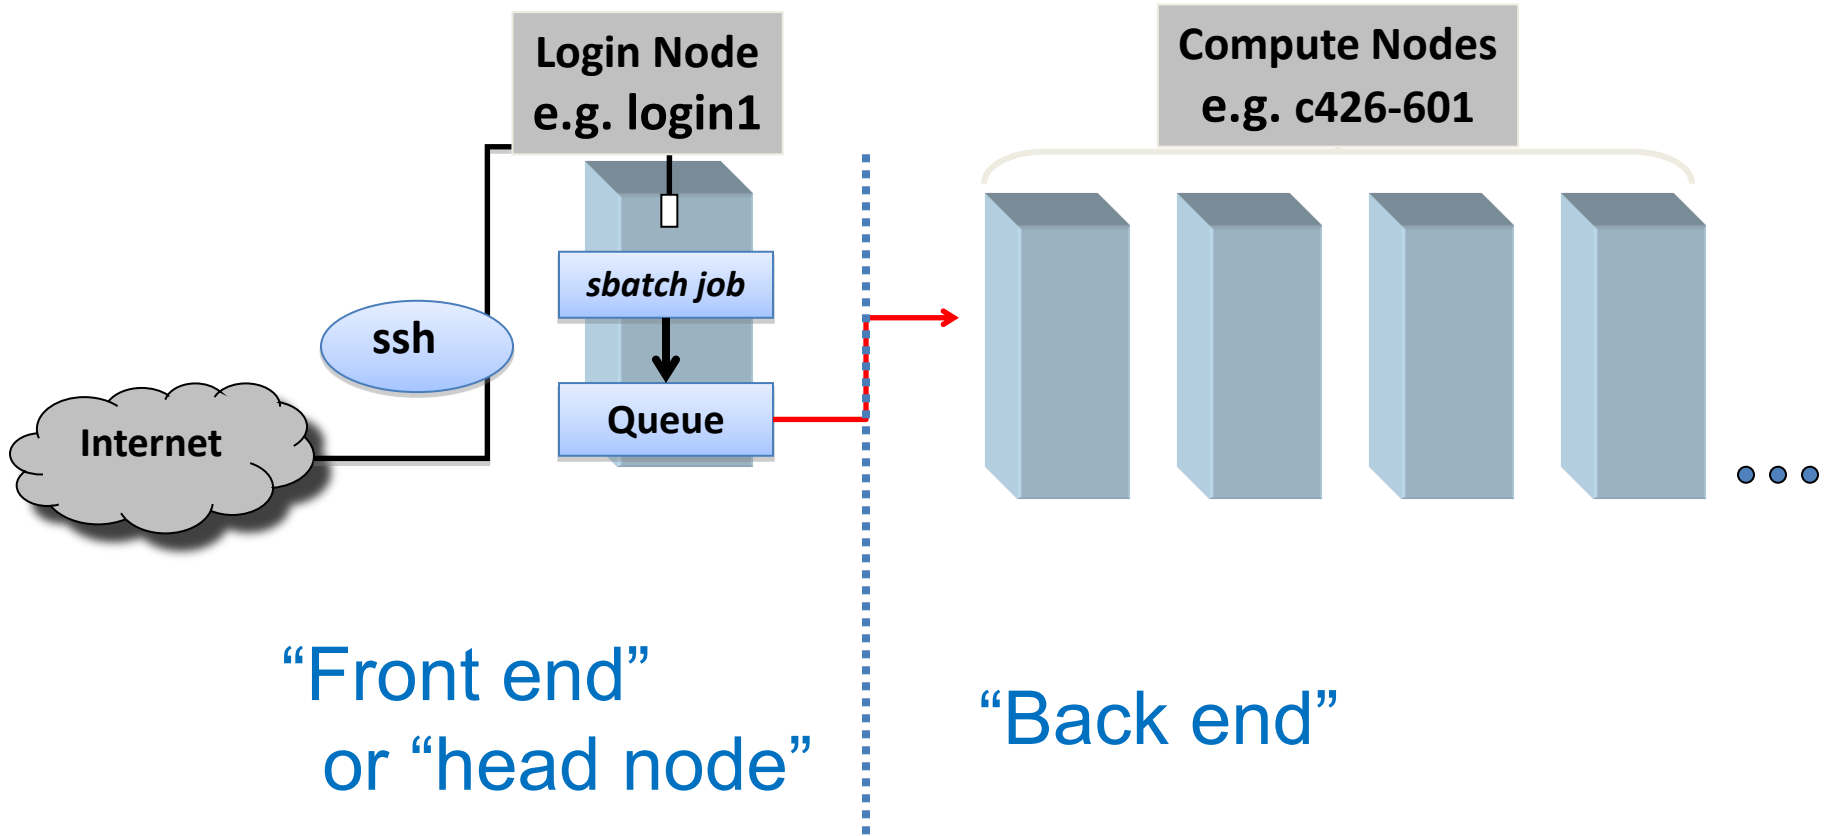 Login Node
e.g. login1
Compute Nodes
e.g. c426-601
sbatch job
ssh
Queue
Internet
“Front end”
or “head node”
“Back end”